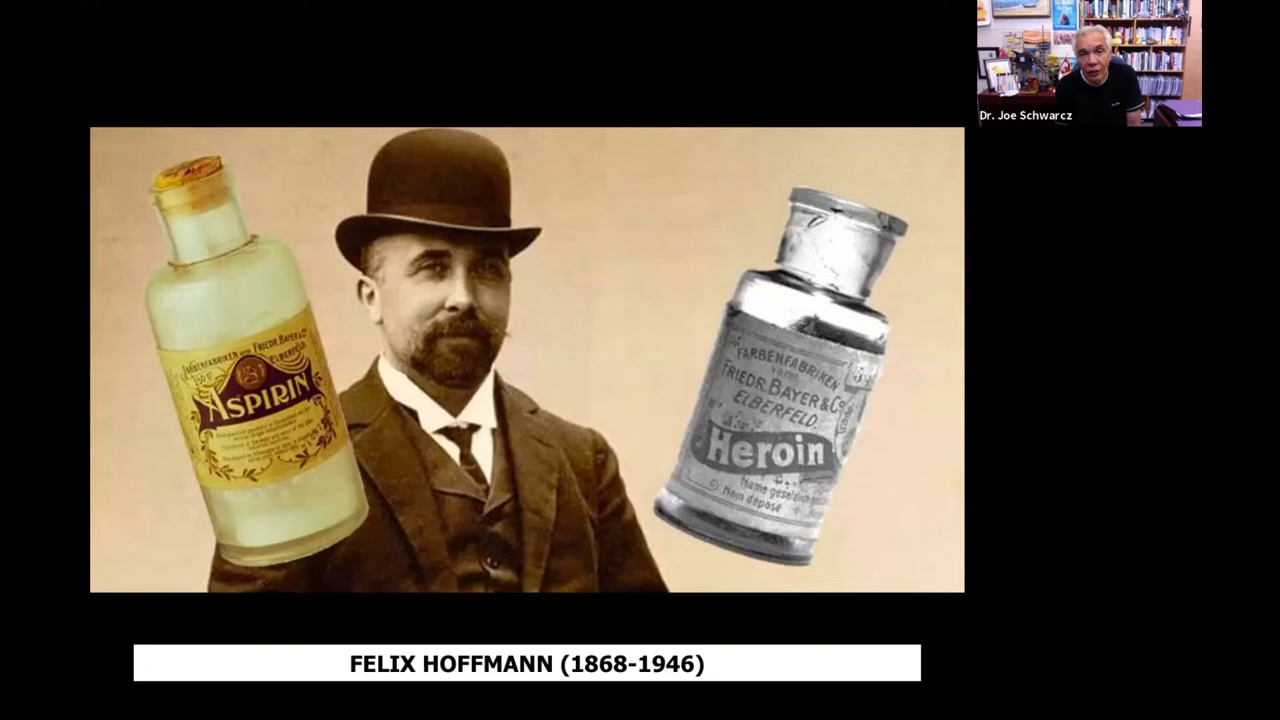 Dr. Joe Schwarcz
FARBENFABRIKEN vorm. FRIEDR. BAYER & Co.
ELBERFELD.
ASPIRIN
FARBENFABRIKEN
vorm.
FRIEDR. BAYER & Co.
ELBERFELD.
Heroin
Name
Nom déposé
FELIX HOFFMANN (1868-1946)